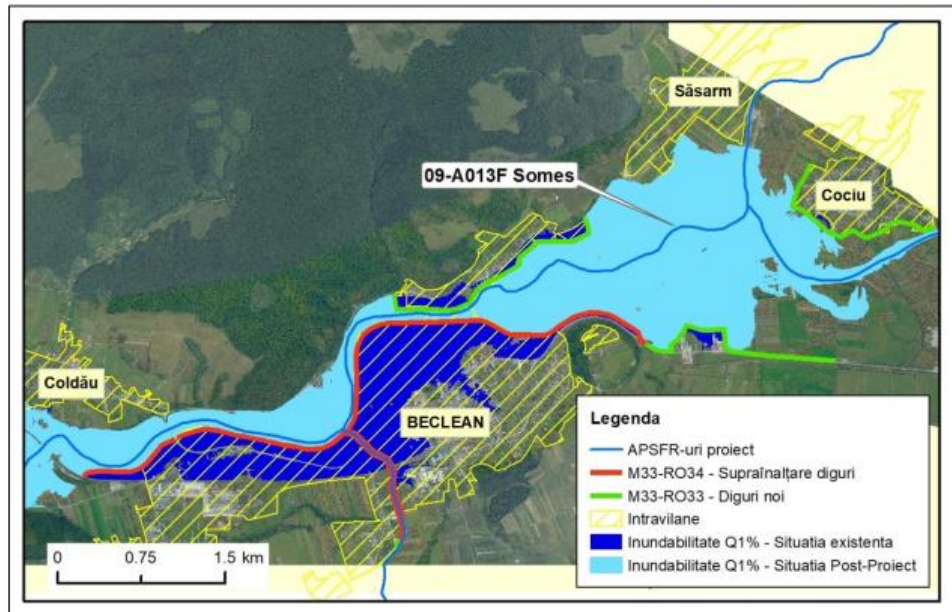 Săsarm
09-A013F Somes
Cociu
Coldău
BECLEAN
Legenda
APSFR-uri proiect
M33-RO34 - Supraînalțare diguri
M33-RO33 - Diguri noi
Intravilane
Inundabilitate Q1% - Situatia existenta
Inundabilitate Q1% - Situatia Post-Proiect
0 0.75 1.5 km